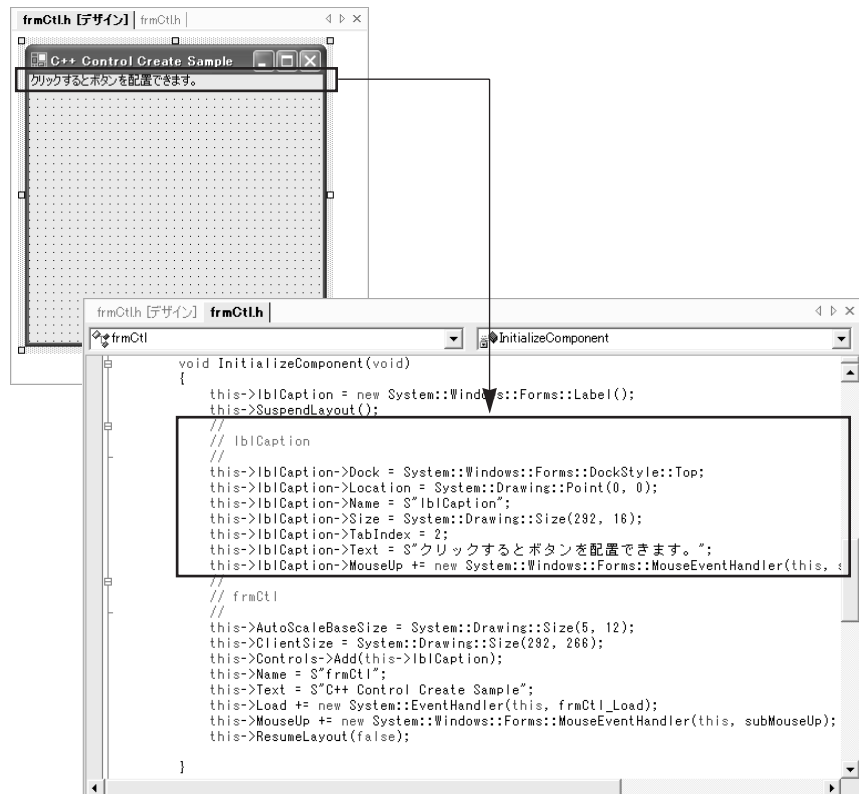 frmCtl.h [デザイン] frmCtl.h
C++ Control Create Sample
クリックするとボタンを配置できます。
frmCtl.h [デザイン] frmCtl.h
frmCtl InitializeComponent
void InitializeComponent(void)
{
this->lblCaption = new System::Windows::Forms::Label();
this->SuspendLayout();
//
// lblCaption
//
this->lblCaption->Dock = System::Windows::Forms::DockStyle::Top;
this->lblCaption->Location = System::Drawing::Point(0, 0);
this->lblCaption->Name = S"lblCaption";
this->lblCaption->Size = System::Drawing::Size(292, 16);
this->lblCaption->TabIndex = 2;
this->lblCaption->Text = S"クリックするとボタンを配置できます。";
this->lblCaption->MouseUp += new System::Windows::Forms::MouseEventHandler(this,
//
// frmCtl
//
this->AutoScaleBaseSize = System::Drawing::Size(5, 12);
this->ClientSize = System::Drawing::Size(292, 266);
this->Controls->Add(this->lblCaption);
this->Name = S"frmCtl";
this->Text = S"C++ Control Create Sample";
this->Load += new System::EventHandler(this, frmCtl_Load);
this->MouseUp += new System::Windows::Forms::MouseEventHandler(this, subMouseUp);
this->ResumeLayout(false);
}